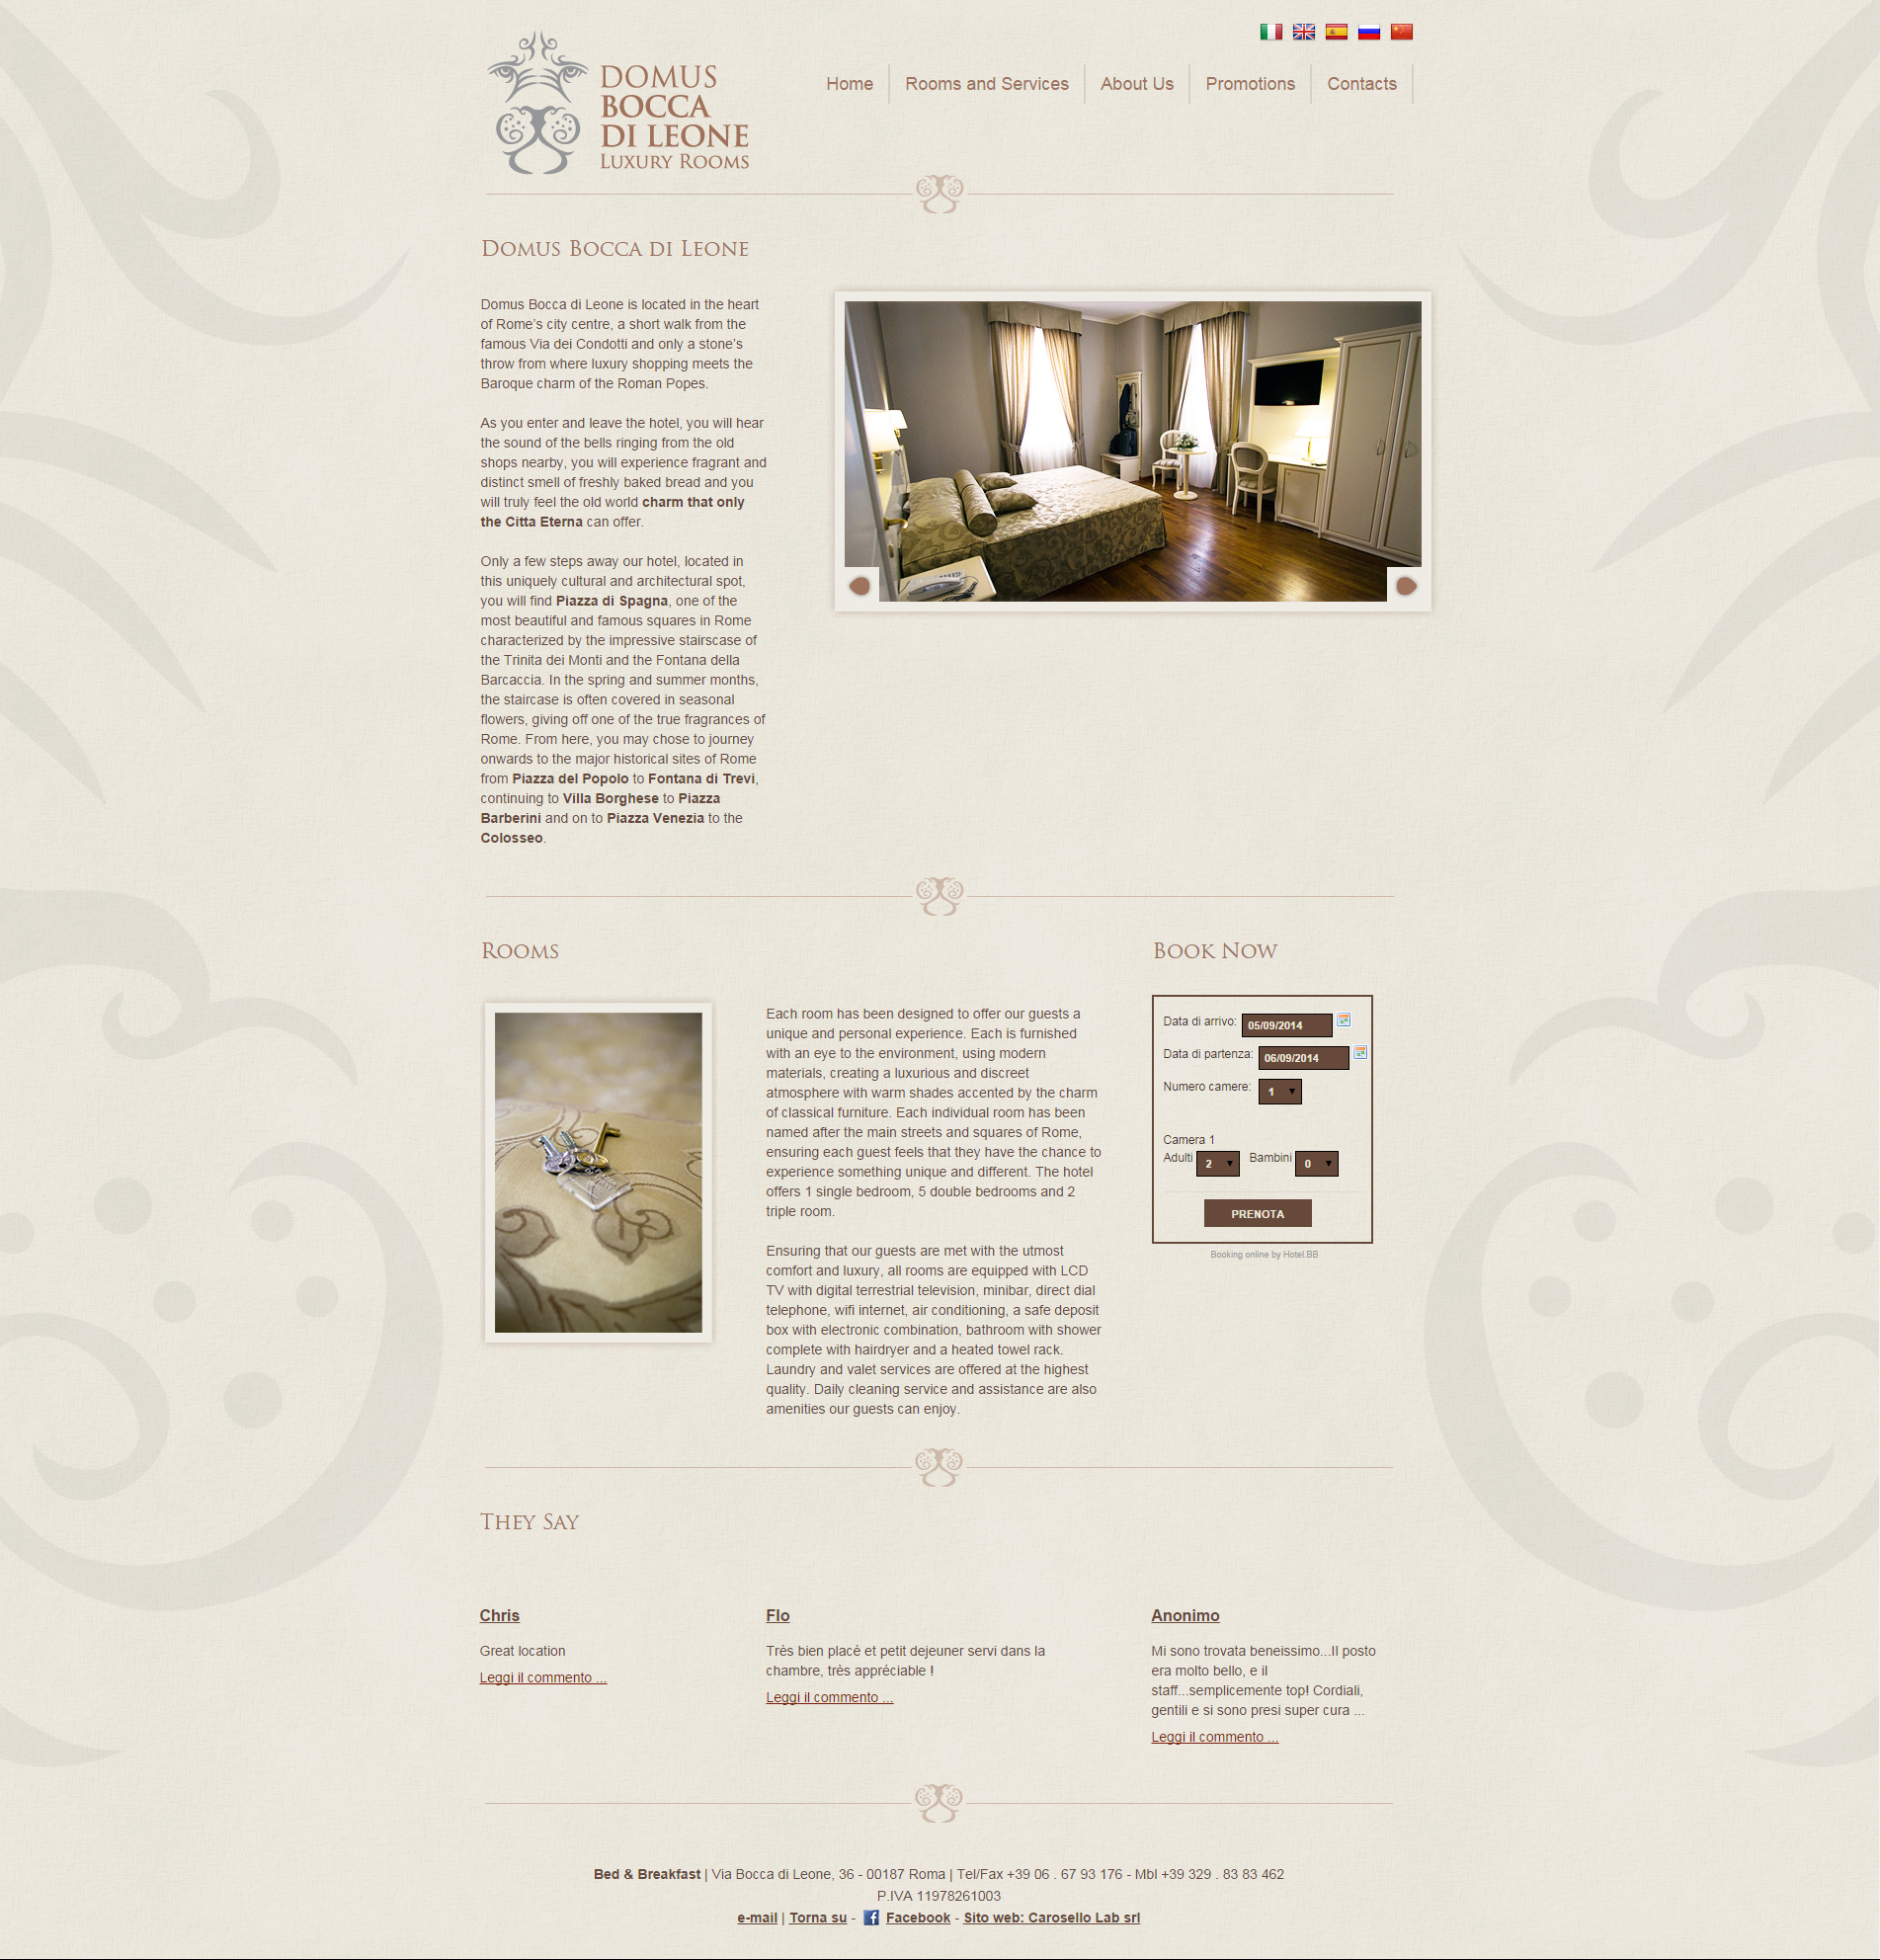 DOMUS
BOCCA
DI LEONE
LUXURY ROOMS
Home
Rooms and Services
About Us
Promotions
Contacts
DOMUS BOCCA DI LEONE
Domus Bocca di Leone is located in the heart
of Rome’s city centre, a short walk from the
famous Via dei Condotti and only a stone’s
throw from where luxury shopping meets the
Baroque charm of the Roman Popes.
As you enter and leave the hotel, you will hear
the sound of the bells ringing from the old
shops nearby, you will experience fragrant and
distinct smell of freshly baked bread and you
will truly feel the old world charm that only
the Citta Eterna can offer.
Only a few steps away our hotel, located in
this uniquely cultural and architectural spot,
you will find Piazza di Spagna, one of the
most beautiful and famous squares in Rome
characterized by the impressive stairscase of
the Trinita dei Monti and the Fontana della
Barcaccia. In the spring and summer months,
the staircase is often covered in seasonal
flowers, giving off one of the true fragrances of
Rome. From here, you may chose to journey
onwards to the major historical sites of Rome
from Piazza del Popolo to Fontana di Trevi,
continuing to Villa Borghese to Piazza
Barberini and on to Piazza Venezia to the
Colosseo.
ROOMS
Each room has been designed to offer our guests a
unique and personal experience. Each is furnished
with an eye to the environment, using modern
materials, creating a luxurious and discreet
atmosphere with warm shades accented by the charm
of classical furniture. Each individual room has been
named after the main streets and squares of Rome,
ensuring each guest feels that they have the chance to
experience something unique and different. The hotel
offers 1 single bedroom, 5 double bedrooms and 2
triple room.
Ensuring that our guests are met with the utmost
comfort and luxury, all rooms are equipped with LCD
TV with digital terrestrial television, minibar, direct dial
telephone, wifi internet, air conditioning, a safe deposit
box with electronic combination, bathroom with shower
complete with hairdryer and a heated towel rack.
Laundry and valet services are offered at the highest
quality. Daily cleaning service and assistance are also
amenities our guests can enjoy.
BOOK NOW
Data di arrivo: 05/09/2014
Data di partenza: 06/09/2014
Numero camere: 1
Camera 1
Adulti 2 Bambini 0
PRENOTA
Booking online by Hotel.BB
THEY SAY
Chris
Great location
Leggi il commento ...
Flo
Très bien placé et petit dejeuner servi dans la
chambre, très appréciable !
Leggi il commento ...
Anonimo
Mi sono trovata beneissimo...Il posto
era molto bello, e il
staff...semplicemente top! Cordiali,
gentili e si sono presi super cura ...
Leggi il commento ...
Bed & Breakfast | Via Bocca di Leone, 36 - 00187 Roma | Tel/Fax +39 06 . 67 93 176 - Mbl +39 329 . 83 83 462
P.IVA 11978261003
e-mail | Torna su - Facebook - Sito web: Carosello Lab srl